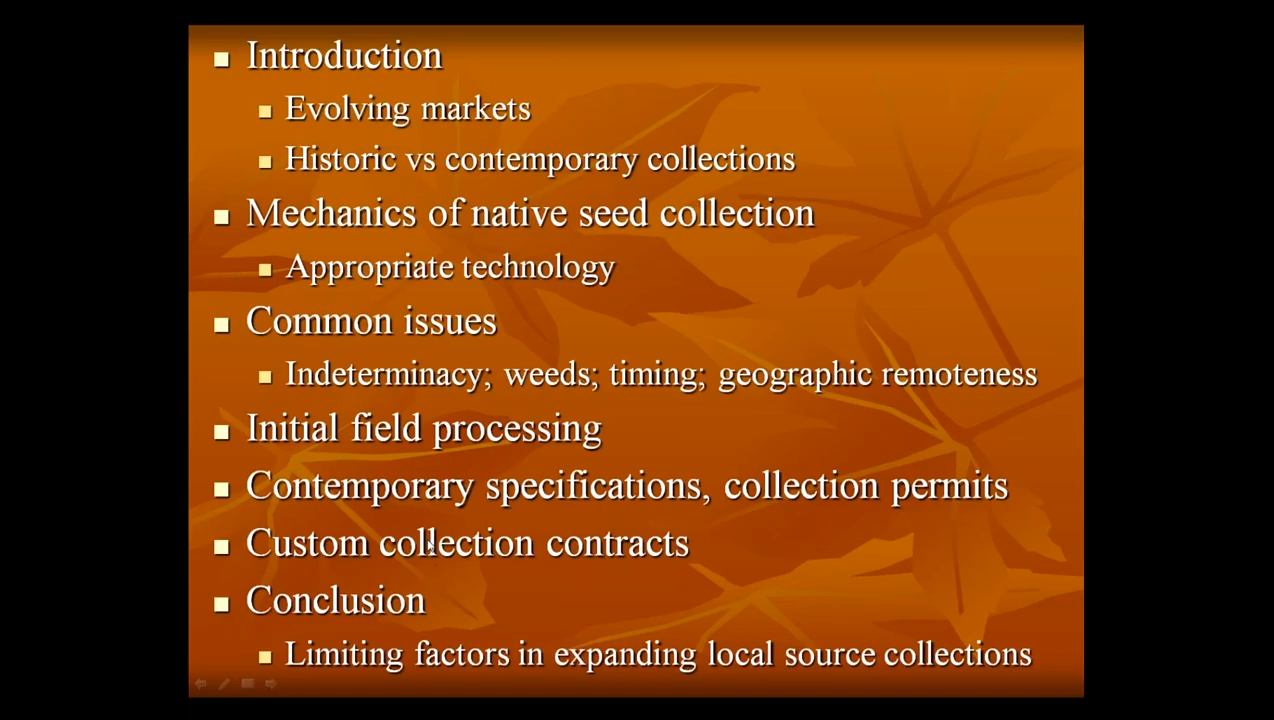 Introduction
Evolving markets
Historic vs contemporary collections
Mechanics of native seed collection
Appropriate technology
Common issues
Indeterminacy; weeds; timing; geographic remoteness
Initial field processing
Contemporary specifications, collection permits
Custom collection contracts
Conclusion
Limiting factors in expanding local source collections